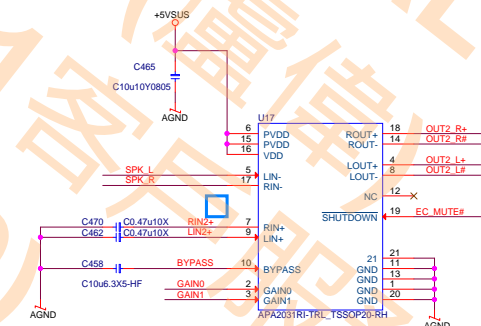 +5VSUS
C465
C10u10Y0805
AGND
U17
6 PVDD ROUT+ 18 OUT2_R+
15 PVDD ROUT- 14 OUT2_R#
16 VDD
LOUT+ 4 OUT2_L+
SPK_L 5 LIN- LOUT- 8 OUT2_L#
SPK_R 17 RIN-
NC 12
SHUTDOWN 19 EC_MUTE#
C470 C0.47u10X RIN2+ 7 RIN+
C462 C0.47u10X LIN2+ 9 LIN+
21 21
C458 BYPASS 10 BYPASS GND 11
GND 13
C10u6.3X5-HF GAIN0 2 GAIN0 GND 1
GAIN1 3 GAIN1 GND 20
AGND
APA2031RI-TRL_TSSOP20-RH
AGND